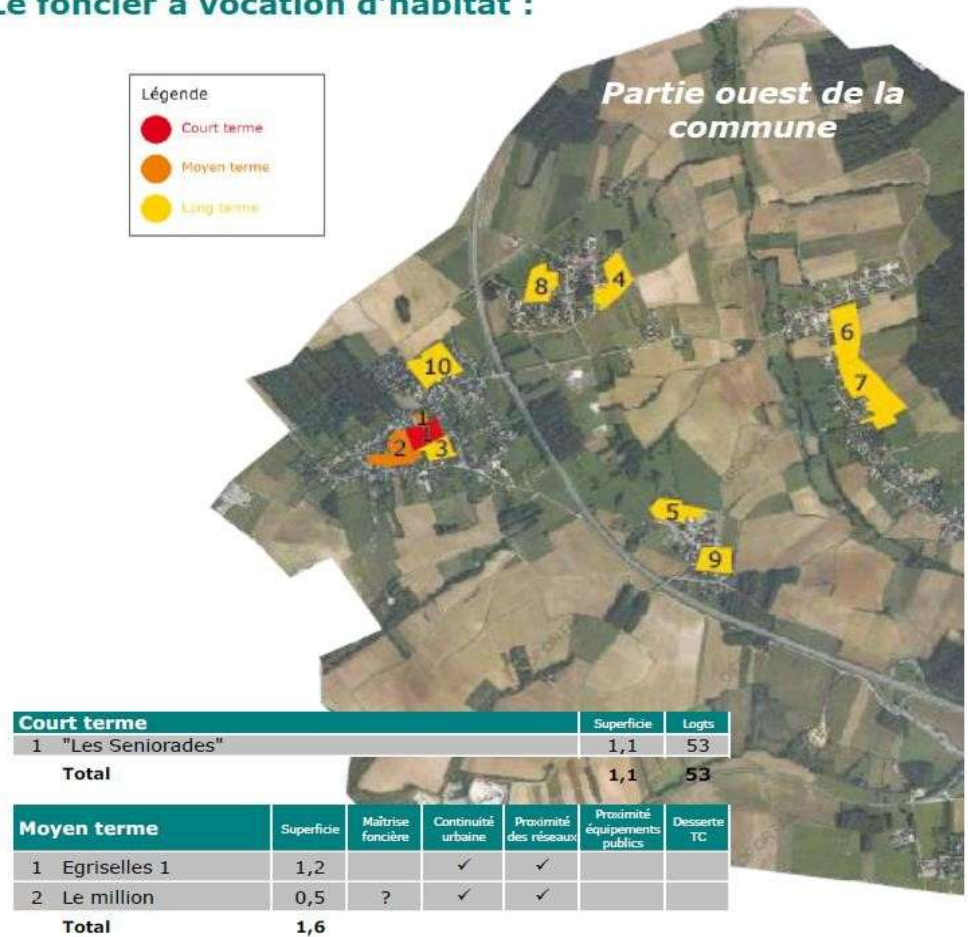 Le foncier à vocation d'habitat :
Légende
Court terme
Moyen terme
Long terme
Partie ouest de la
commune
8
4
6
7
10
1
1
2
3
5
9
Court terme Superficie Logts
1 "Les Seniorades" 1,1 53
Total 1,1 53
Moyen terme Superficie Maîtrise foncière Continuité urbaine Proximité des réseaux Proximité équipements publics Desserte TC
1 Egriselles 1 1,2 ✓ ✓
2 Le million 0,5 ? ✓ ✓
Total 1,6